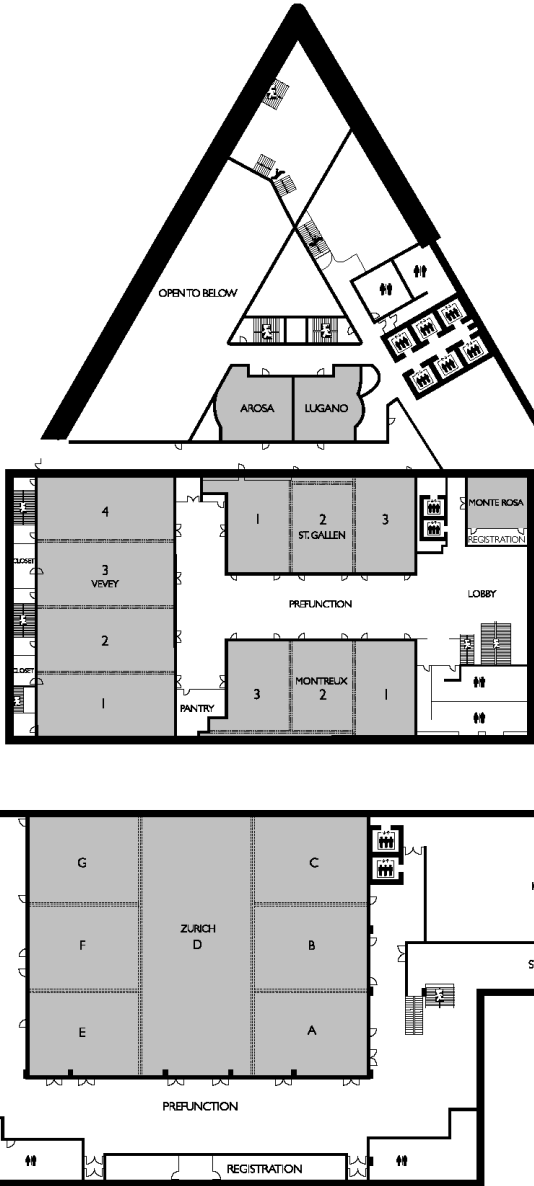 OPEN TO BELOW
AROSA
LUGANO
4
1
2
ST. GALLEN
3
MONTE ROSA
REGISTRATION
3
VEVEY
CLOSET
PREFUNCTION
LOBBY
2
CLOSET
MONTREUX
3
2
1
1
PANTRY
G
C
ZURICH
D
F
B
E
A
PREFUNCTION
REGISTRATION
S